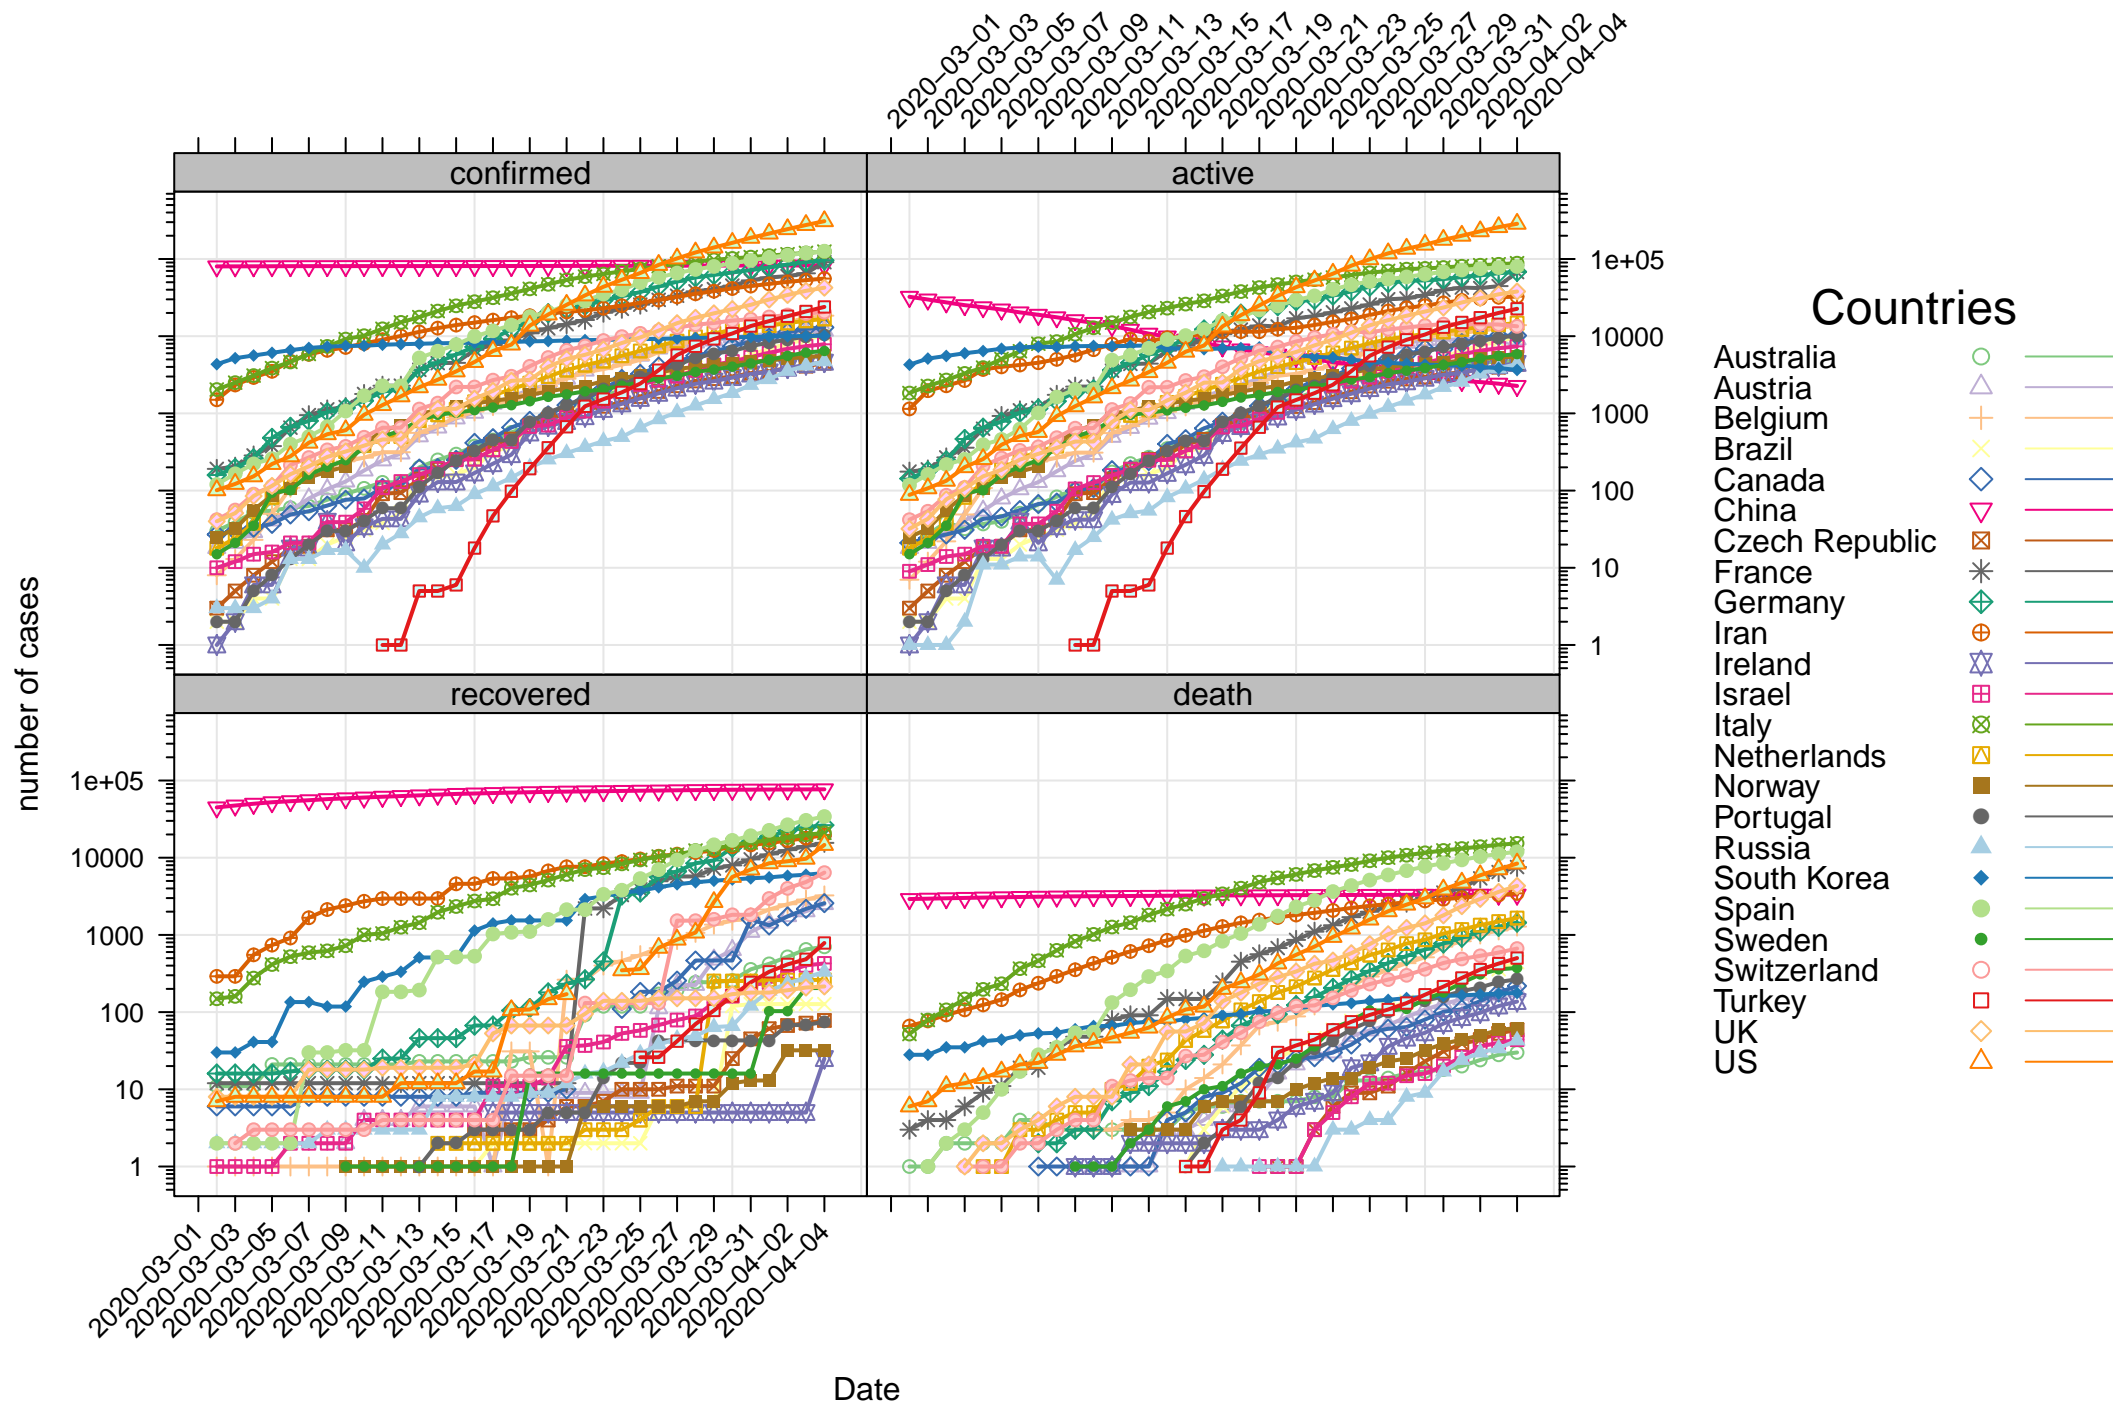 2020−03−01
2020−03−03
2020−03−05
2020−03−07
2020−03−09
2020−03−11
2020−03−13
2020−03−15
2020−03−17
2020−03−19
2020−03−21
2020−03−23
2020−03−25
2020−03−27
2020−03−29
2020−03−31
2020−04−02
2020−04−04
confirmed
active
1e+05
10000
1000
100
10
1
recovered
death
1e+05
10000
1000
100
10
1
2020−03−01
2020−03−03
2020−03−05
2020−03−07
2020−03−09
2020−03−11
2020−03−13
2020−03−15
2020−03−17
2020−03−19
2020−03−21
2020−03−23
2020−03−25
2020−03−27
2020−03−29
2020−03−31
2020−04−02
2020−04−04
number of cases
Date
Countries
Australia
Austria
Belgium
Brazil
Canada
China
Czech Republic
France
Germany
Iran
Ireland
Israel
Italy
Netherlands
Norway
Portugal
Russia
South Korea
Spain
Sweden
Switzerland
Turkey
UK
US